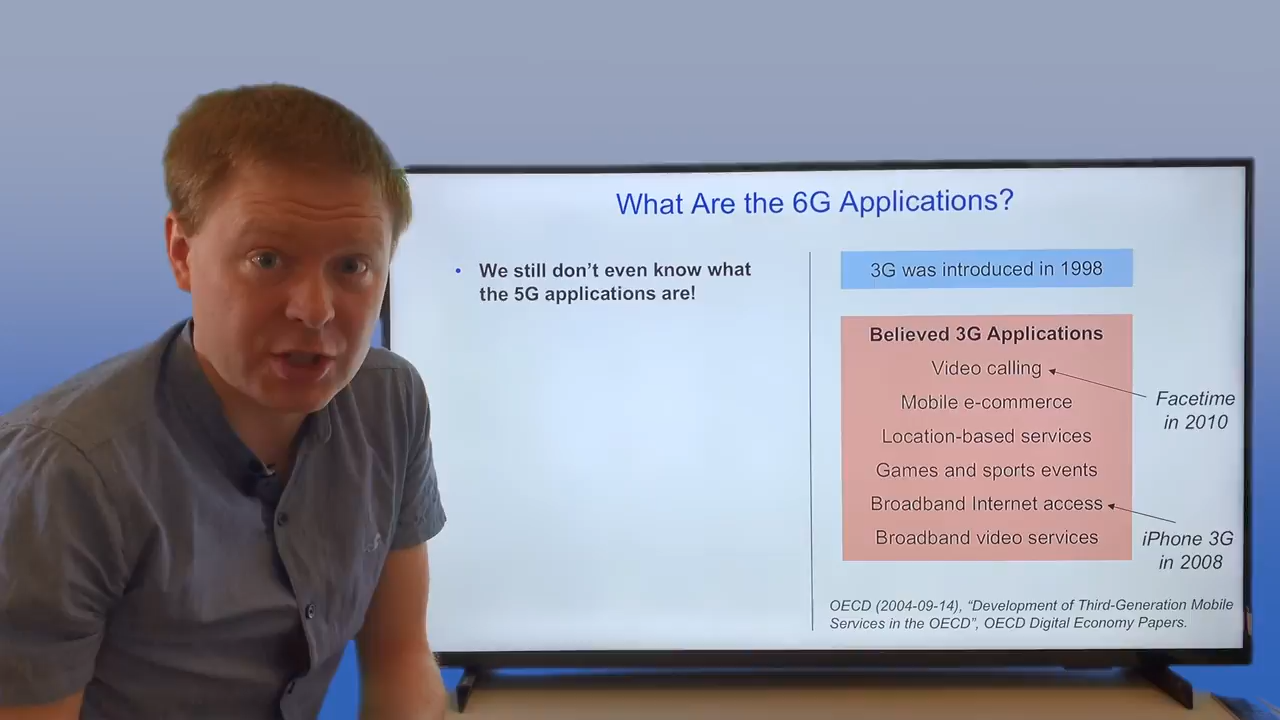 What Are the 6G Applications?
• We still don't even know what
the 5G applications are!
3G was introduced in 1998
Believed 3G Applications
Video calling
Mobile e-commerce
Location-based services
Games and sports events
Broadband Internet access
Broadband video services
Facetime
in 2010
iPhone 3G
in 2008
OECD (2004-09-14), “Development of Third-Generation Mobile
Services in the OECD”, OECD Digital Economy Papers.